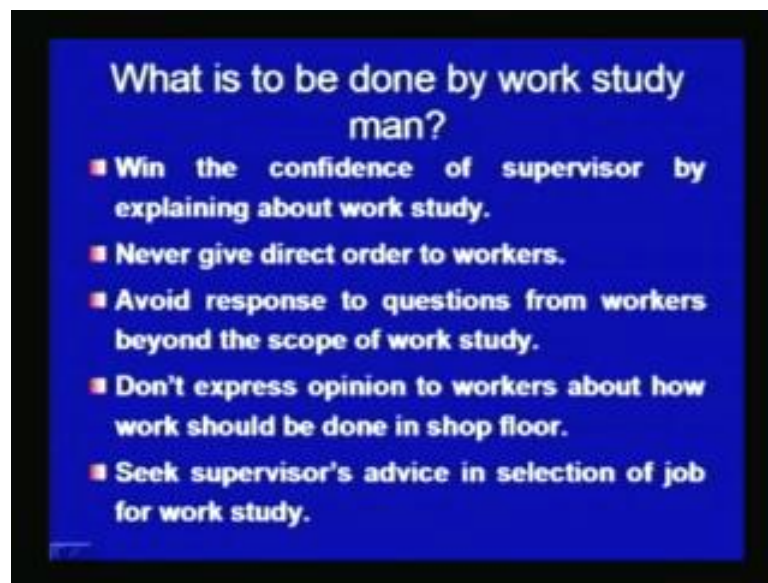 What is to be done by work study
man?
Win the confidence of supervisor by
explaining about work study.
Never give direct order to workers.
Avoid response to questions from workers
beyond the scope of work study.
Don't express opinion to workers about how
work should be done in shop floor.
Seek supervisor's advice in selection of job
for work study.